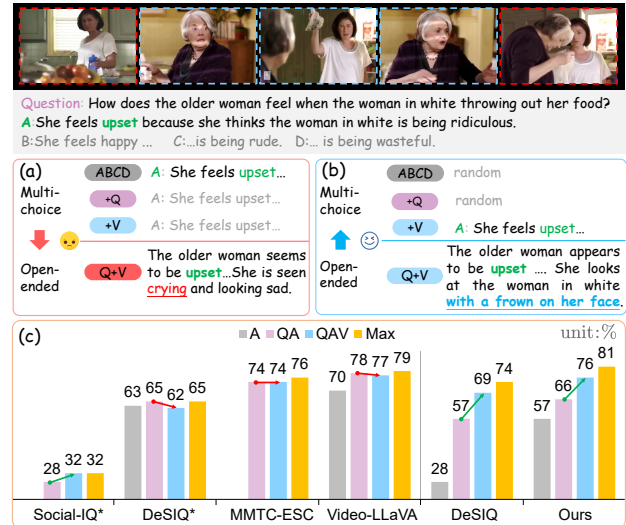 Question: How does the older woman feel when the woman in white throwing out her food?
A: She feels upset because she thinks the woman in white is being ridiculous.
B:She feels happy ... C:...is being rude. D:... is being wasteful.
(a)
Multi-
choice
ABCD A: She feels upset...
+Q A: She feels upset...
+V A: She feels upset...
Open-
ended
Q+V
The older woman seems
to be upset...She is seen
crying and looking sad.
(b)
Multi-
choice
ABCD random
+Q random
+V A: She feels upset...
Open-
ended
Q+V
The older woman appears
to be upset .... She looks
at the woman in white
with a frown on her face.
(c)
A QA QAV Max
unit:%
28 32 32
63 65 62 65
74 74 76
70 78 77 79
28 57 69 74
57 66 76 81
Social-IQ* DeSIQ* MMTC-ESC Video-LLaVA DeSIQ Ours